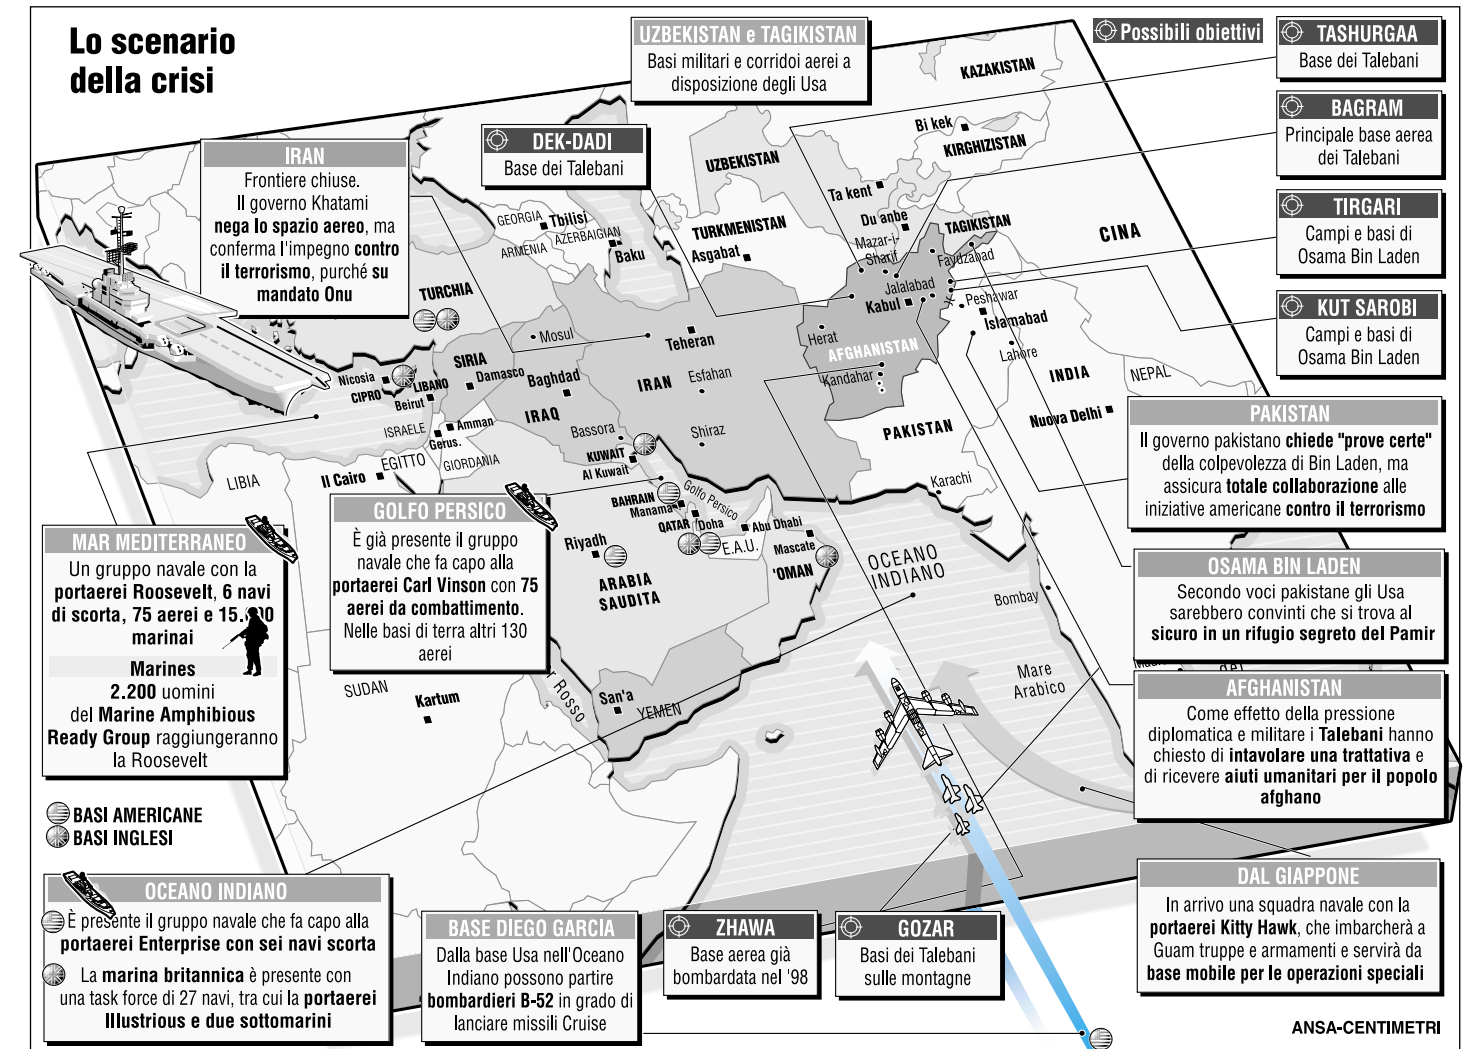 Lo scenario
della crisi
UZBEKISTAN e TAGIKISTAN
Basi militari e corridoi aerei a
disposizione degli Usa
Possibili obiettivi
TASHURGAA
Base dei Talebani
BAGRAM
Principale base aerea
dei Talebani
TIRGARI
Campi e basi di
Osama Bin Laden
KUT SAROBI
Campi e basi di
Osama Bin Laden
DEK-DADI
Base dei Talebani
IRAN
Frontiere chiuse.
Il governo Khatami
nega lo spazio aereo, ma
conferma l'impegno contro
il terrorismo, purché su
mandato Onu
KAZAKISTAN
Bi kek
KIRGHIZISTAN
UZBEKISTAN
Ta kent
Du anbe
TAGIKISTAN
CINA
GEORGIA
Tbilisi
ARMENIA
AZERBAIGIAN
Baku
TURKMENISTAN
Asgabat
Mazar-i-
Sharif
Faydzabad
Jalalabad
Kabul
Peshawar
Islamabad
Lahore
Herat
AFGHANISTAN
Kandahar
TURCHIA
Mosul
Teheran
SIRIA
Damasco
Nicosia
CIPRO
LIBANO
Beirut
Baghdad
IRAQ
IRAN
Esfahan
Shiraz
Bassora
ISRAELE
Amman
Gerus.
GIORDANIA
EGITTO
Il Cairo
LIBIA
KUWAIT
Al Kuwait
INDIA
NEPAL
Nuova Delhi
PAKISTAN
Karachi
BAHRAIN
Manama
Golfo Persico
QATAR
Doha
Abu Dhabi
E.A.U.
Mascate
'OMAN
Riyadh
ARABIA
SAUDITA
OCEANO
INDIANO
Bombay
Mare
Arabico
SUDAN
Kartum
r Rosso
San'a
YEMEN
del
PAKISTAN
Il governo pakistano chiede "prove certe"
della colpevolezza di Bin Laden, ma
assicura totale collaborazione alle
iniziative americane contro il terrorismo
OSAMA BIN LADEN
Secondo voci pakistane gli Usa
sarebbero convinti che si trova al
sicuro in un rifugio segreto del Pamir
AFGHANISTAN
Come effetto della pressione
diplomatica e militare i Talebani hanno
chiesto di intavolare una trattativa e
di ricevere aiuti umanitari per il popolo
afghano
GOLFO PERSICO
È già presente il gruppo
navale che fa capo alla
portaerei Carl Vinson con 75
aerei da combattimento.
Nelle basi di terra altri 130
aerei
MAR MEDITERRANEO
Un gruppo navale con la
portaerei Roosevelt, 6 navi
di scorta, 75 aerei e
marinai
Marines
2.200 uomini
del Marine Amphibious
Ready Group raggiungeranno
la Roosevelt
BASI AMERICANE
BASI INGLESI
OCEANO INDIANO
È presente il gruppo navale che fa capo alla
portaerei Enterprise con sei navi scorta
La marina britannica è presente con
una task force di 27 navi, tra cui la portaerei
Illustrious e due sottomarini
BASE DIEGO GARCIA
Dalla base Usa nell'Oceano
Indiano possono partire
bombardieri B-52 in grado di
lanciare missili Cruise
ZHAWA
Base aerea già
bombardata nel '98
GOZAR
Basi dei Talebani
sulle montagne
DAL GIAPPONE
In arrivo una squadra navale con la
portaerei Kitty Hawk, che imbarcherà a
Guam truppe e armamenti e servirà da
base mobile per le operazioni speciali
ANSA-CENTIMETRI